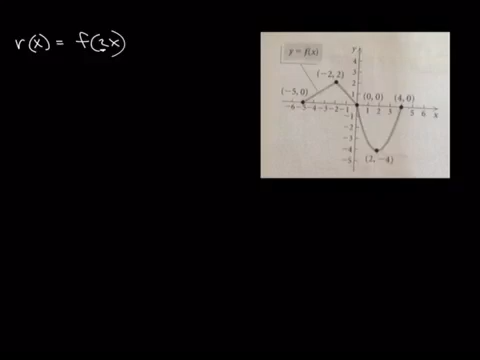 r(x) = f(2x)
y = f(x)
y
4
3
(−2, 2)
2
(−5, 0)
1
(0, 0)
(4, 0)
−6 −5 −4 −3 −2 −1
1 2 3
5 6
x
−1
−2
−3
−4
−5
(2, −4)